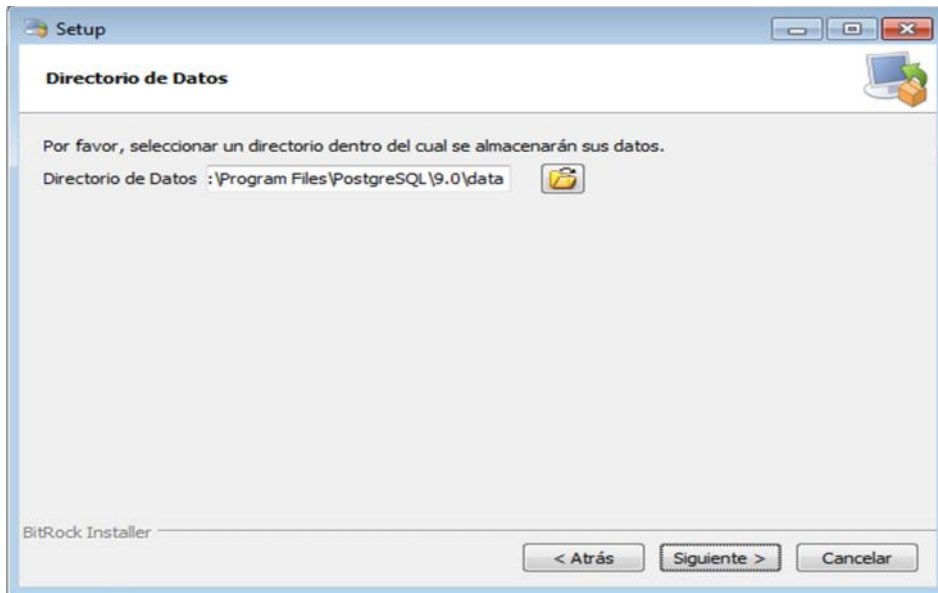 Setup
Directorio de Datos
Por favor, seleccionar un directorio dentro del cual se almacenarán sus datos.
Directorio de Datos :\Program Files\PostgreSQL\9.0\data
BitRock Installer
< Atrás Siguiente > Cancelar